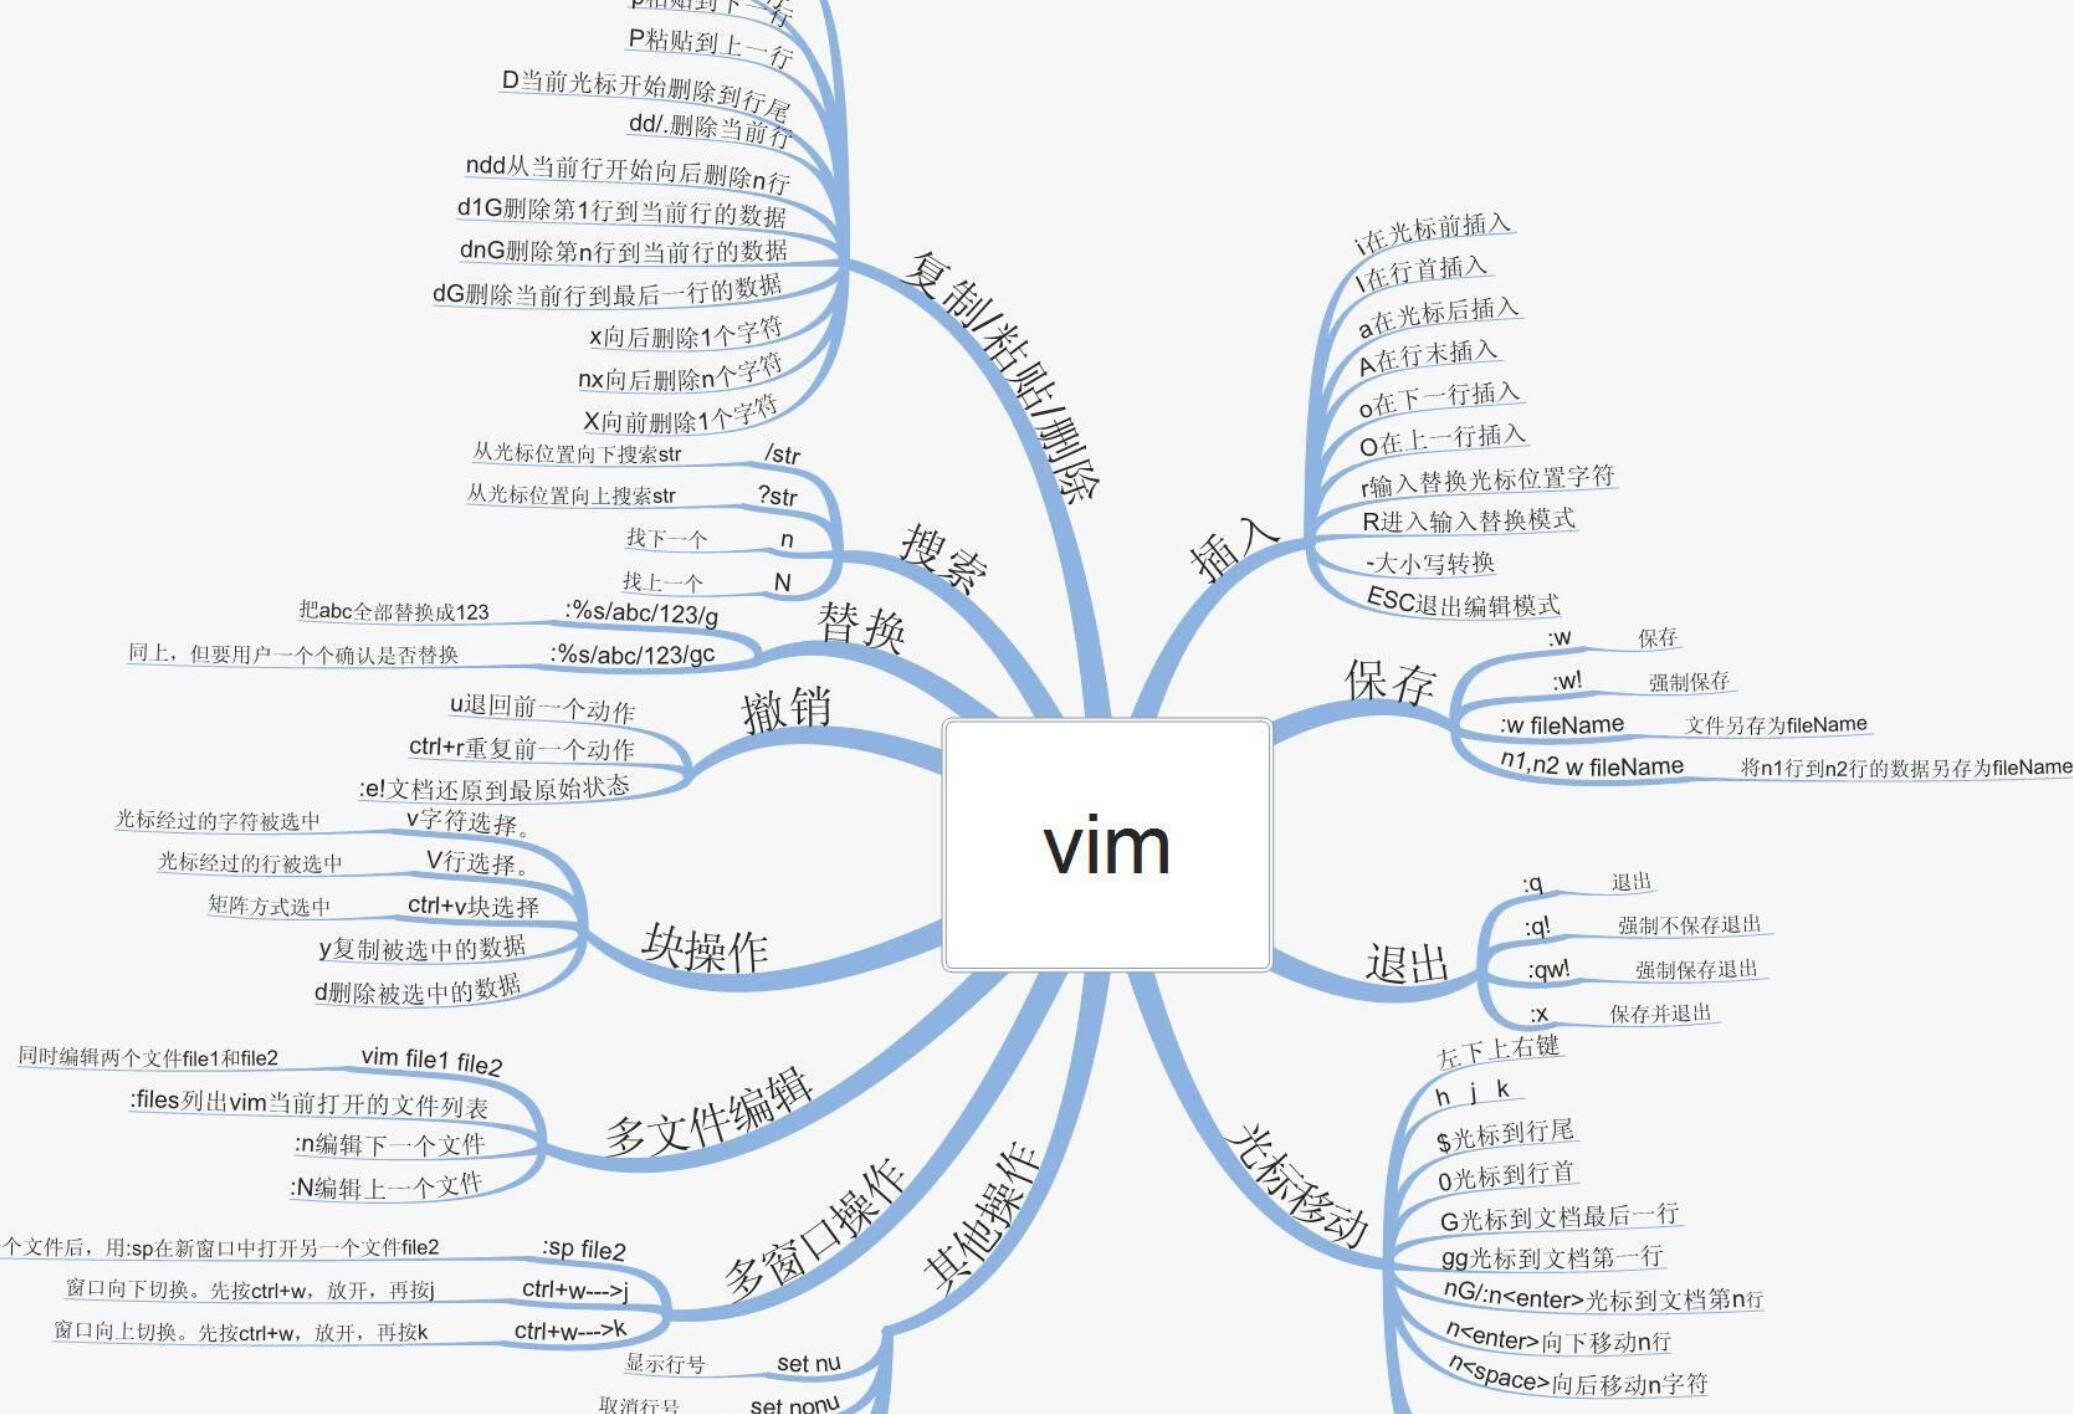 p粘贴到下一行
P粘贴到上一行
D当前光标开始删除到行尾
dd/.删除当前行
ndd从当前行开始向后删除n行
d1G删除第1行到当前行的数据
dnG删除第n行到当前行的数据
dG删除当前行到最后一行的数据
x向后删除1个字符
nx向后删除n个字符
X向前删除1个字符
复制/粘贴/删除
从光标位置向下搜索str /str
从光标位置向上搜索str ?str
找下一个 n
找上一个 N
搜索
把abc全部替换成123 :%s/abc/123/g
同上，但要用户一个个确认是否替换 :%s/abc/123/gc
替换
u退回前一个动作
ctrl+r重复前一个动作
:e!文档还原到最原始状态
撤销
光标经过的字符被选中 v字符选择。
光标经过的行被选中 V行选择。
矩阵方式选中 ctrl+v块选择
y复制被选中的数据
d删除被选中的数据
块操作
同时编辑两个文件file1和file2 vim file1 file2
:files列出vim当前打开的文件列表
:n编辑下一个文件
:N编辑上一个文件
多文件编辑
个文件后，用:sp在新窗口中打开另一个文件file2 :sp file2
窗口向下切换。先按ctrl+w，放开，再按j ctrl+w--->j
窗口向上切换。先按ctrl+w，放开，再按k ctrl+w--->k
多窗口操作
显示行号 set nu
取消行号 set nonu
其他操作
vim
插入
i在光标前插入
I在行首插入
a在光标后插入
A在行末插入
o在下一行插入
O在上一行插入
r输入替换光标位置字符
R进入输入替换模式
-大小写转换
ESC退出编辑模式
保存
:w 保存
:w! 强制保存
:w fileName 文件另存为fileName
n1,n2 w fileName 将n1行到n2行的数据另存为fileName
退出
:q 退出
:q! 强制不保存退出
:qw! 强制保存退出
:x 保存并退出
光标移动
左下上右键
h j k
$光标到行尾
0光标到行首
G光标到文档最后一行
gg光标到文档第一行
nG/:n<enter>光标到文档第n行
n<enter>向下移动n行
n<space>向后移动n字符